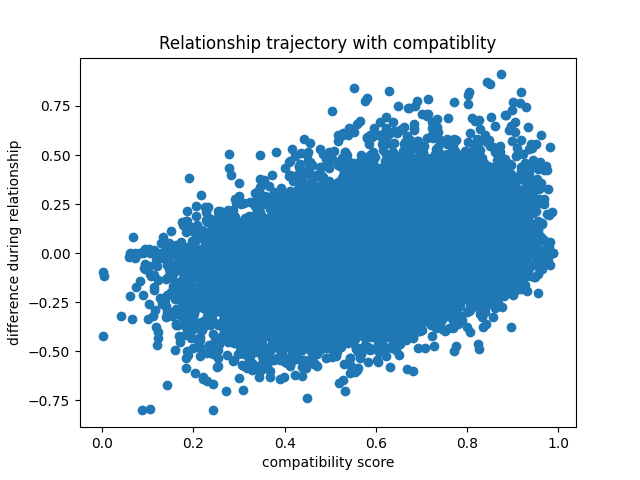 Relationship trajectory with compatiblity
difference during relationship
0.75
0.50
0.25
0.00
−0.25
−0.50
−0.75
0.0 0.2 0.4 0.6 0.8 1.0
compatibility score